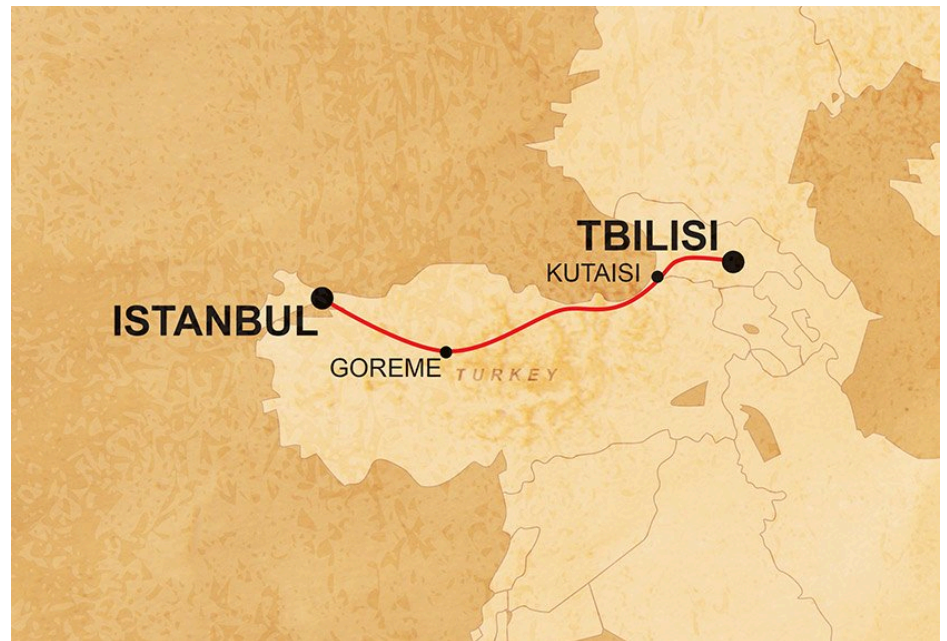 TBILISI
KUTAISI
ISTANBUL
GOREME
TURKEY